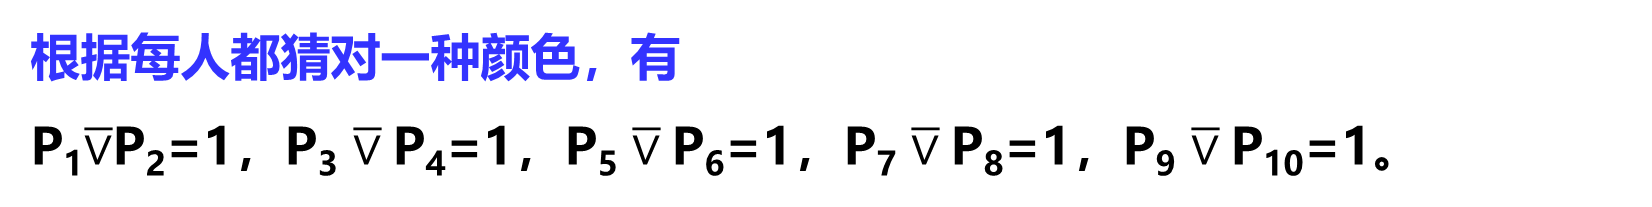 根据每人都猜对一种颜色，有
P₁⊽P₂=1，P₃ ⊽ P₄=1，P₅ ⊽ P₆=1，P₇ ⊽ P₈=1，P₉ ⊽ P₁₀=1。